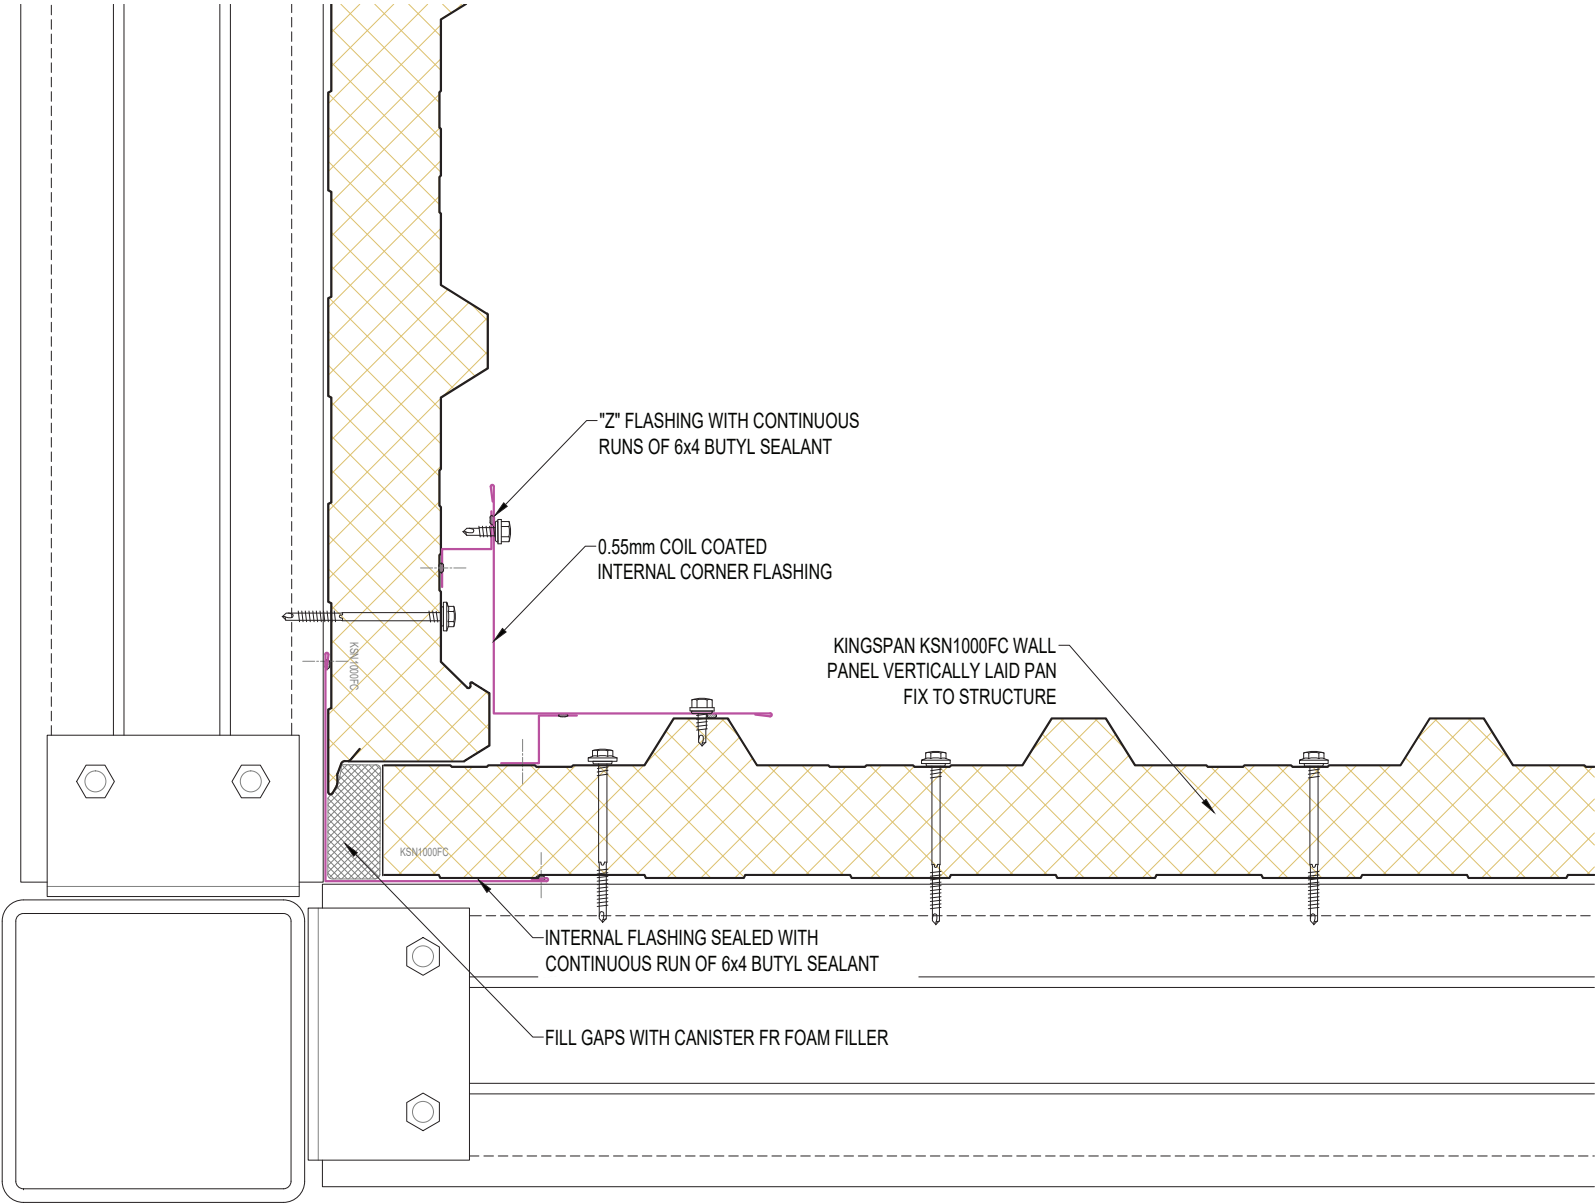 "Z" FLASHING WITH CONTINUOUS
RUNS OF 6x4 BUTYL SEALANT
0.55mm COIL COATED
INTERNAL CORNER FLASHING
KINGSPAN KSN1000FC WALL
PANEL VERTICALLY LAID PAN
FIX TO STRUCTURE
KSN1000FC
KSN1000FC
INTERNAL FLASHING SEALED WITH
CONTINUOUS RUN OF 6x4 BUTYL SEALANT
FILL GAPS WITH CANISTER FR FOAM FILLER